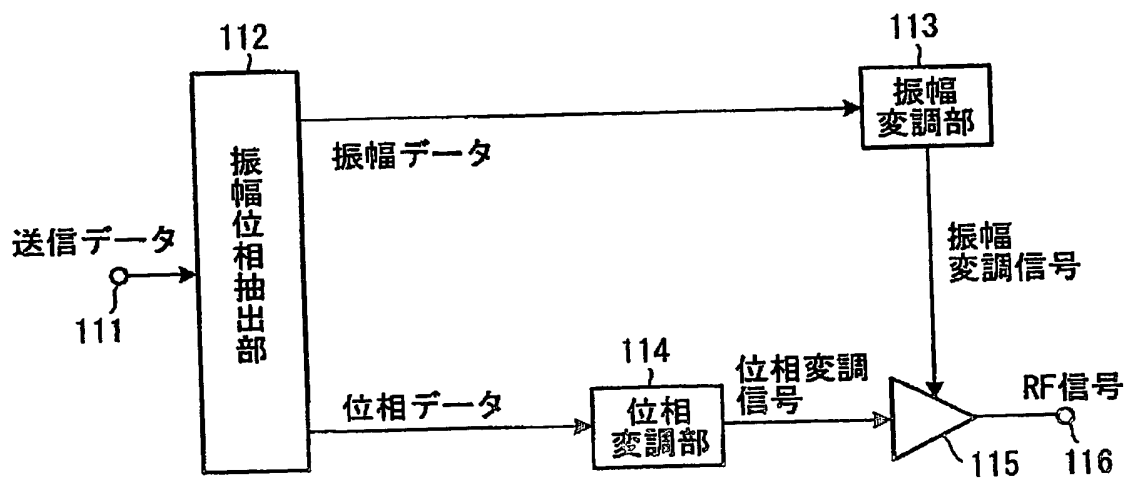 112
113
振幅
変調部
振幅データ
振幅位相抽出部
送信データ
111
振幅
変調信号
114
位相データ
位相
変調部
位相変調
信号
RF信号
115
116